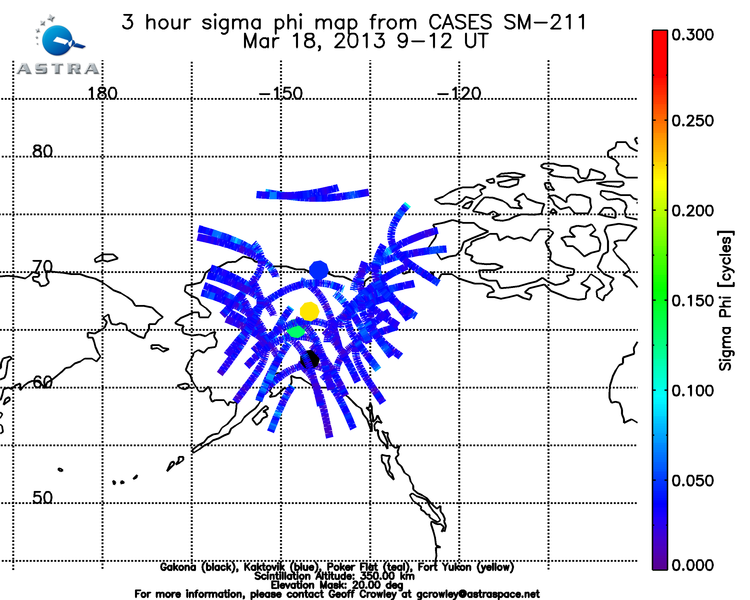 3 hour sigma phi map from CASES SM-211
Mar 18, 2013 9-12 UT
ASTRA
180 -150 -120
80
70
60
50
0.300
0.250
0.200
0.150
0.100
0.050
0.000
Sigma Phi [cycles]
Gakona (black), Kaktovik (blue), Poker Flat (teal), Fort Yukon (yellow)
Scintillation Altitude: 350.00 km
Elevation Mask: 20.00 deg
For more information, please contact Geoff Crowley at gcrowley@astraspace.net